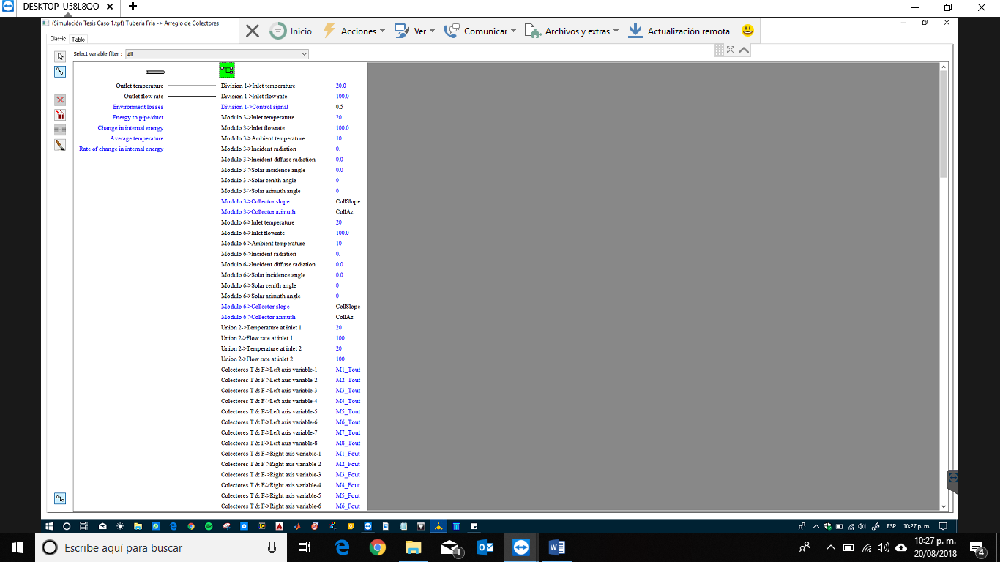 DESKTOP-U58L8QO
(Simulación Tesis Caso 1.tpf) Tuberia Fria -> Arreglo de Colectores
Inicio
Acciones
Ver
Comunicar
Archivos y extras
Actualización remota
Classic
Table
Select variable filter :
All
Outlet temperature Division 1->Inlet temperature 20.0
Outlet flow rate Division 1->Inlet flow rate 100.0
Environment losses Division 1->Control signal 0.5
Energy to pipe/duct Modulo 3->Inlet temperature 20
Change in internal energy Modulo 3->Inlet flowrate 100.0
Average temperature Modulo 3->Ambient temperature 10
Rate of change in internal energy Modulo 3->Incident radiation 0.
Modulo 3->Incident diffuse radiation 0.0
Modulo 3->Solar incidence angle 0.0
Modulo 3->Solar zenith angle 0
Modulo 3->Solar azimuth angle 0
Modulo 3->Collector slope CollSlope
Modulo 3->Collector azimuth CollAz
Modulo 6->Inlet temperature 20
Modulo 6->Inlet flowrate 100.0
Modulo 6->Ambient temperature 10
Modulo 6->Incident radiation 0.
Modulo 6->Incident diffuse radiation 0.0
Modulo 6->Solar incidence angle 0.0
Modulo 6->Solar zenith angle 0
Modulo 6->Solar azimuth angle 0
Modulo 6->Collector slope CollSlope
Modulo 6->Collector azimuth CollAz
Union 2->Temperature at inlet 1 20
Union 2->Flow rate at inlet 1 100
Union 2->Temperature at inlet 2 20
Union 2->Flow rate at inlet 2 100
Colectores T & F->Left axis variable-1 M1_Tout
Colectores T & F->Left axis variable-2 M2_Tout
Colectores T & F->Left axis variable-3 M3_Tout
Colectores T & F->Left axis variable-4 M4_Tout
Colectores T & F->Left axis variable-5 M5_Tout
Colectores T & F->Left axis variable-6 M6_Tout
Colectores T & F->Left axis variable-7 M7_Tout
Colectores T & F->Left axis variable-8 M8_Tout
Colectores T & F->Right axis variable-1 M1_Fout
Colectores T & F->Right axis variable-2 M2_Fout
Colectores T & F->Right axis variable-3 M3_Fout
Colectores T & F->Right axis variable-4 M4_Fout
Colectores T & F->Right axis variable-5 M5_Fout
Colectores T & F->Right axis variable-6 M6_Fout
ESP 10:27 p. m.
Escribe aquí para buscar
1
10:27 p. m.
20/08/2018
4